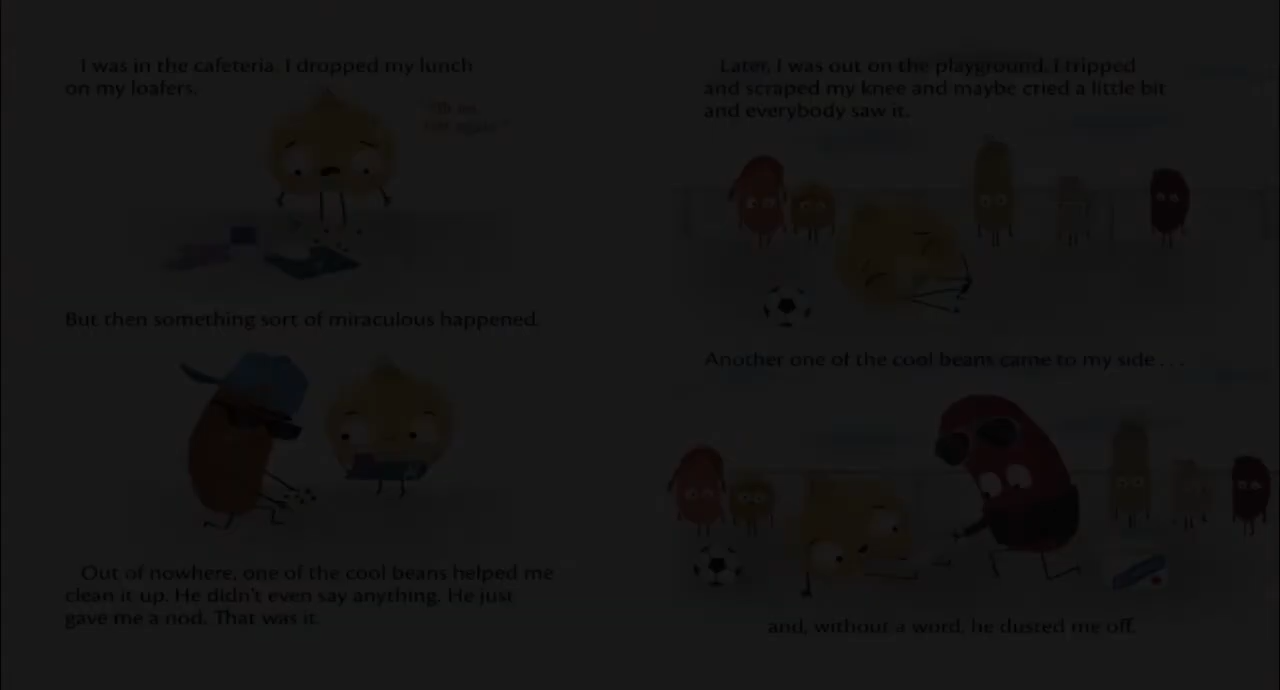 I was in the cafeteria. I dropped my lunch
on my loafers.
"Oh no,
not again."
But then something sort of miraculous happened.
Out of nowhere, one of the cool beans helped me
clean it up. He didn't even say anything. He just
gave me a nod. That was it.
Later, I was out on the playground. I tripped
and scraped my knee and maybe cried a little bit
and everybody saw it.
Another one of the cool beans came to my side . . .
and, without a word, he dusted me off.